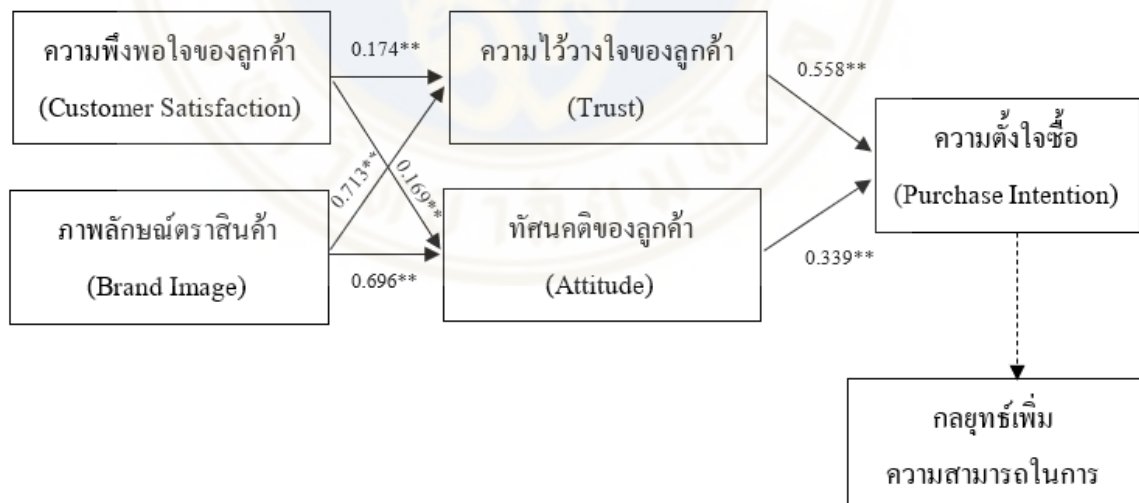 ความพึงพอใจของลูกค้า
(Customer Satisfaction)
0.174**
ความไว้วางใจของลูกค้า
(Trust)
0.558**
ความตั้งใจซื้อ
(Purchase Intention)
0.713**
0.169**
ภาพลักษณ์ตราสินค้า
(Brand Image)
0.696**
ทัศนคติของลูกค้า
(Attitude)
0.339**
กลยุทธ์เพิ่ม
ความสามารถในการ